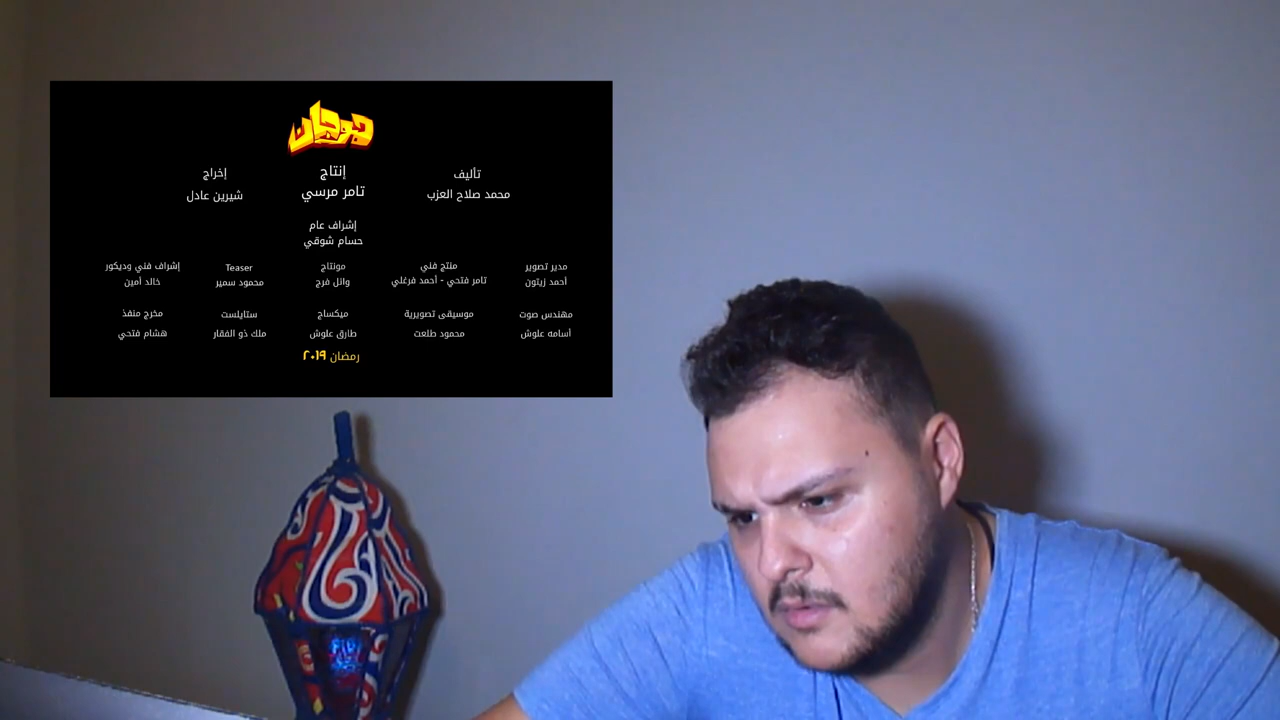 هوجان
تأليف
محمد صلاح العزب
إنتاج
تامر مرسي
إخراج
شيرين عادل
إشراف عام
حسام شوقي
مدير تصوير
أحمد زيتون
منتج فني
تامر فتحي - أحمد فرغلي
مونتاج
وائل فرج
Teaser
محمود سمير
إشراف فني وديكور
خالد أمين
مهندس صوت
أسامه علوش
موسيقى تصويرية
محمود طلعت
ميكساج
طارق علوش
ستايلست
ملك ذو الفقار
مخرج منفذ
هشام فتحي
رمضان ٢٠١٩